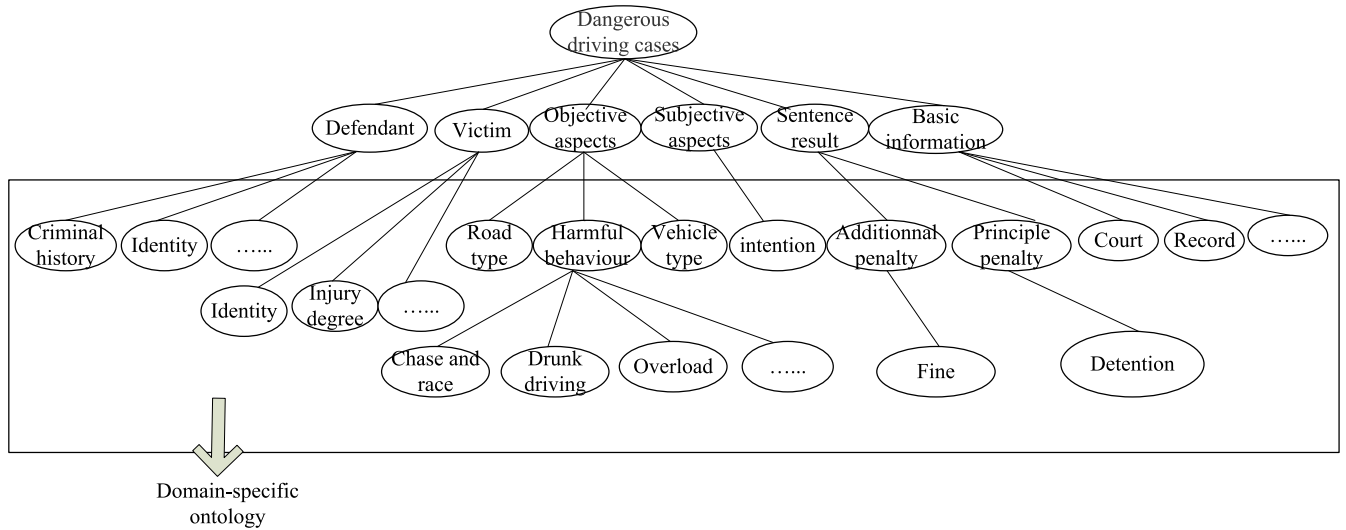 Dangerous
driving cases
Defendant
Victim
Objective
aspects
Subjective
aspects
Sentence
result
Basic
information
Criminal
history
Identity
…...
Road
type
Harmful
behaviour
Vehicle
type
intention
Additionnal
penalty
Principle
penalty
Court
Record
…...
Identity
Injury
degree
…...
Chase and
race
Drunk
driving
Overload
…...
Fine
Detention
Domain-specific
ontology